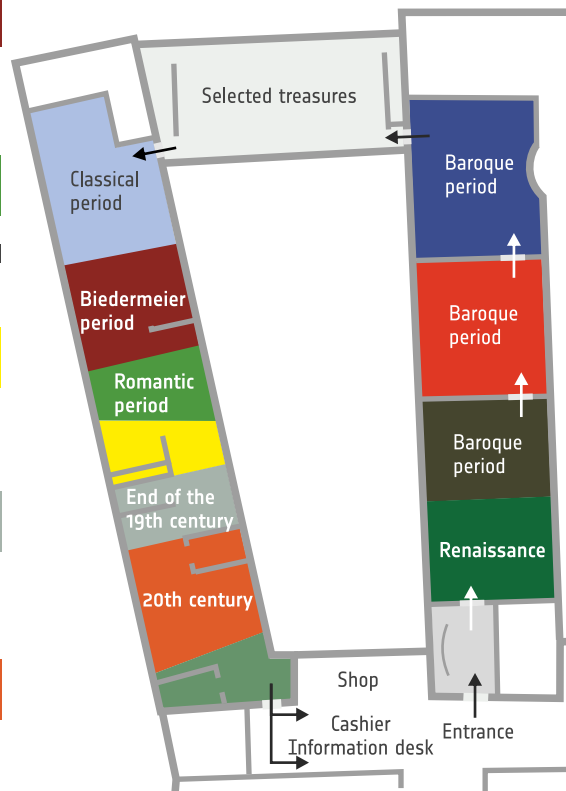 Selected treasures
Classical
period
Baroque
period
Biedermeier
period
Baroque
period
Romantic
period
Baroque
period
End of the
19th century
Renaissance
20th century
Shop
Cashier
Information desk
Entrance